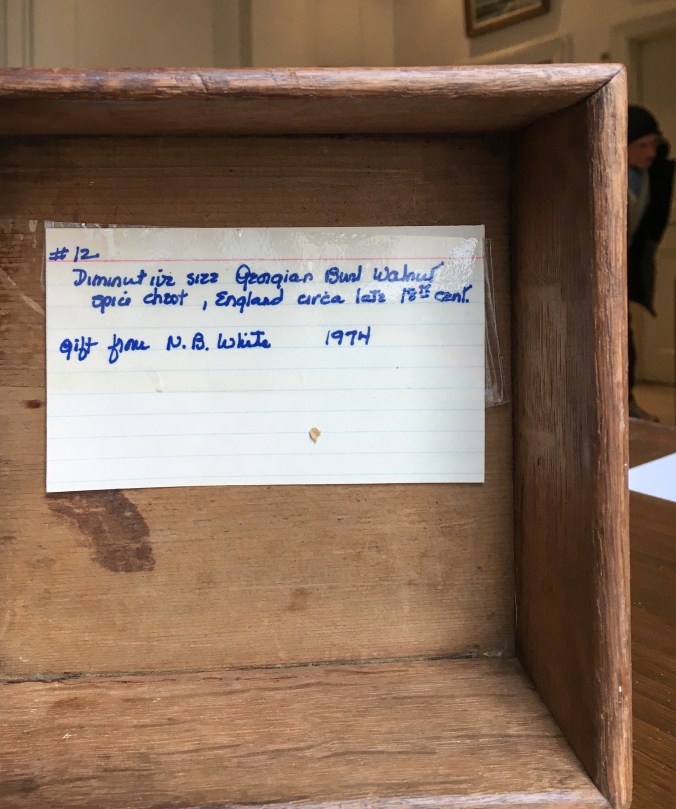 #12
Diminutive size Georgian Burl Walnut
spice chest, England circa late 18th cent.
gift from N.B. White 1974